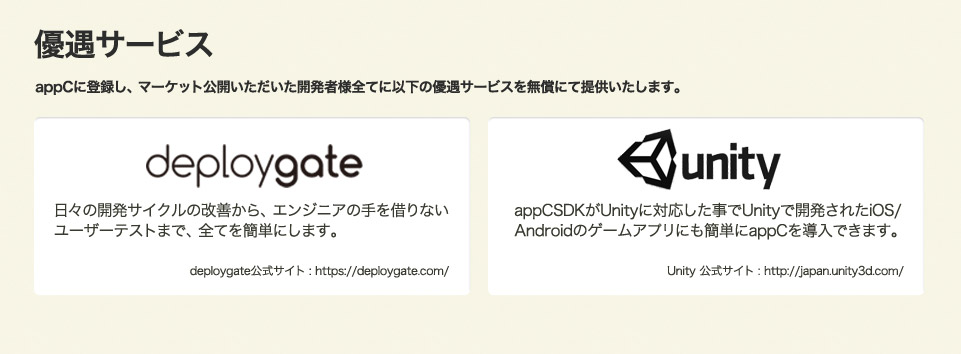 優遇サービス
appCに登録し、マーケット公開いただいた開発者様全てに以下の優遇サービスを無償にて提供いたします。
deploygate
日々の開発サイクルの改善から、エンジニアの手を借りない
ユーザーテストまで、全てを簡単にします。
deploygate公式サイト : https://deploygate.com/
unity
appCSDKがUnityに対応した事でUnityで開発されたiOS/
Androidのゲームアプリにも簡単にappCを導入できます。
Unity 公式サイト : http://japan.unity3d.com/